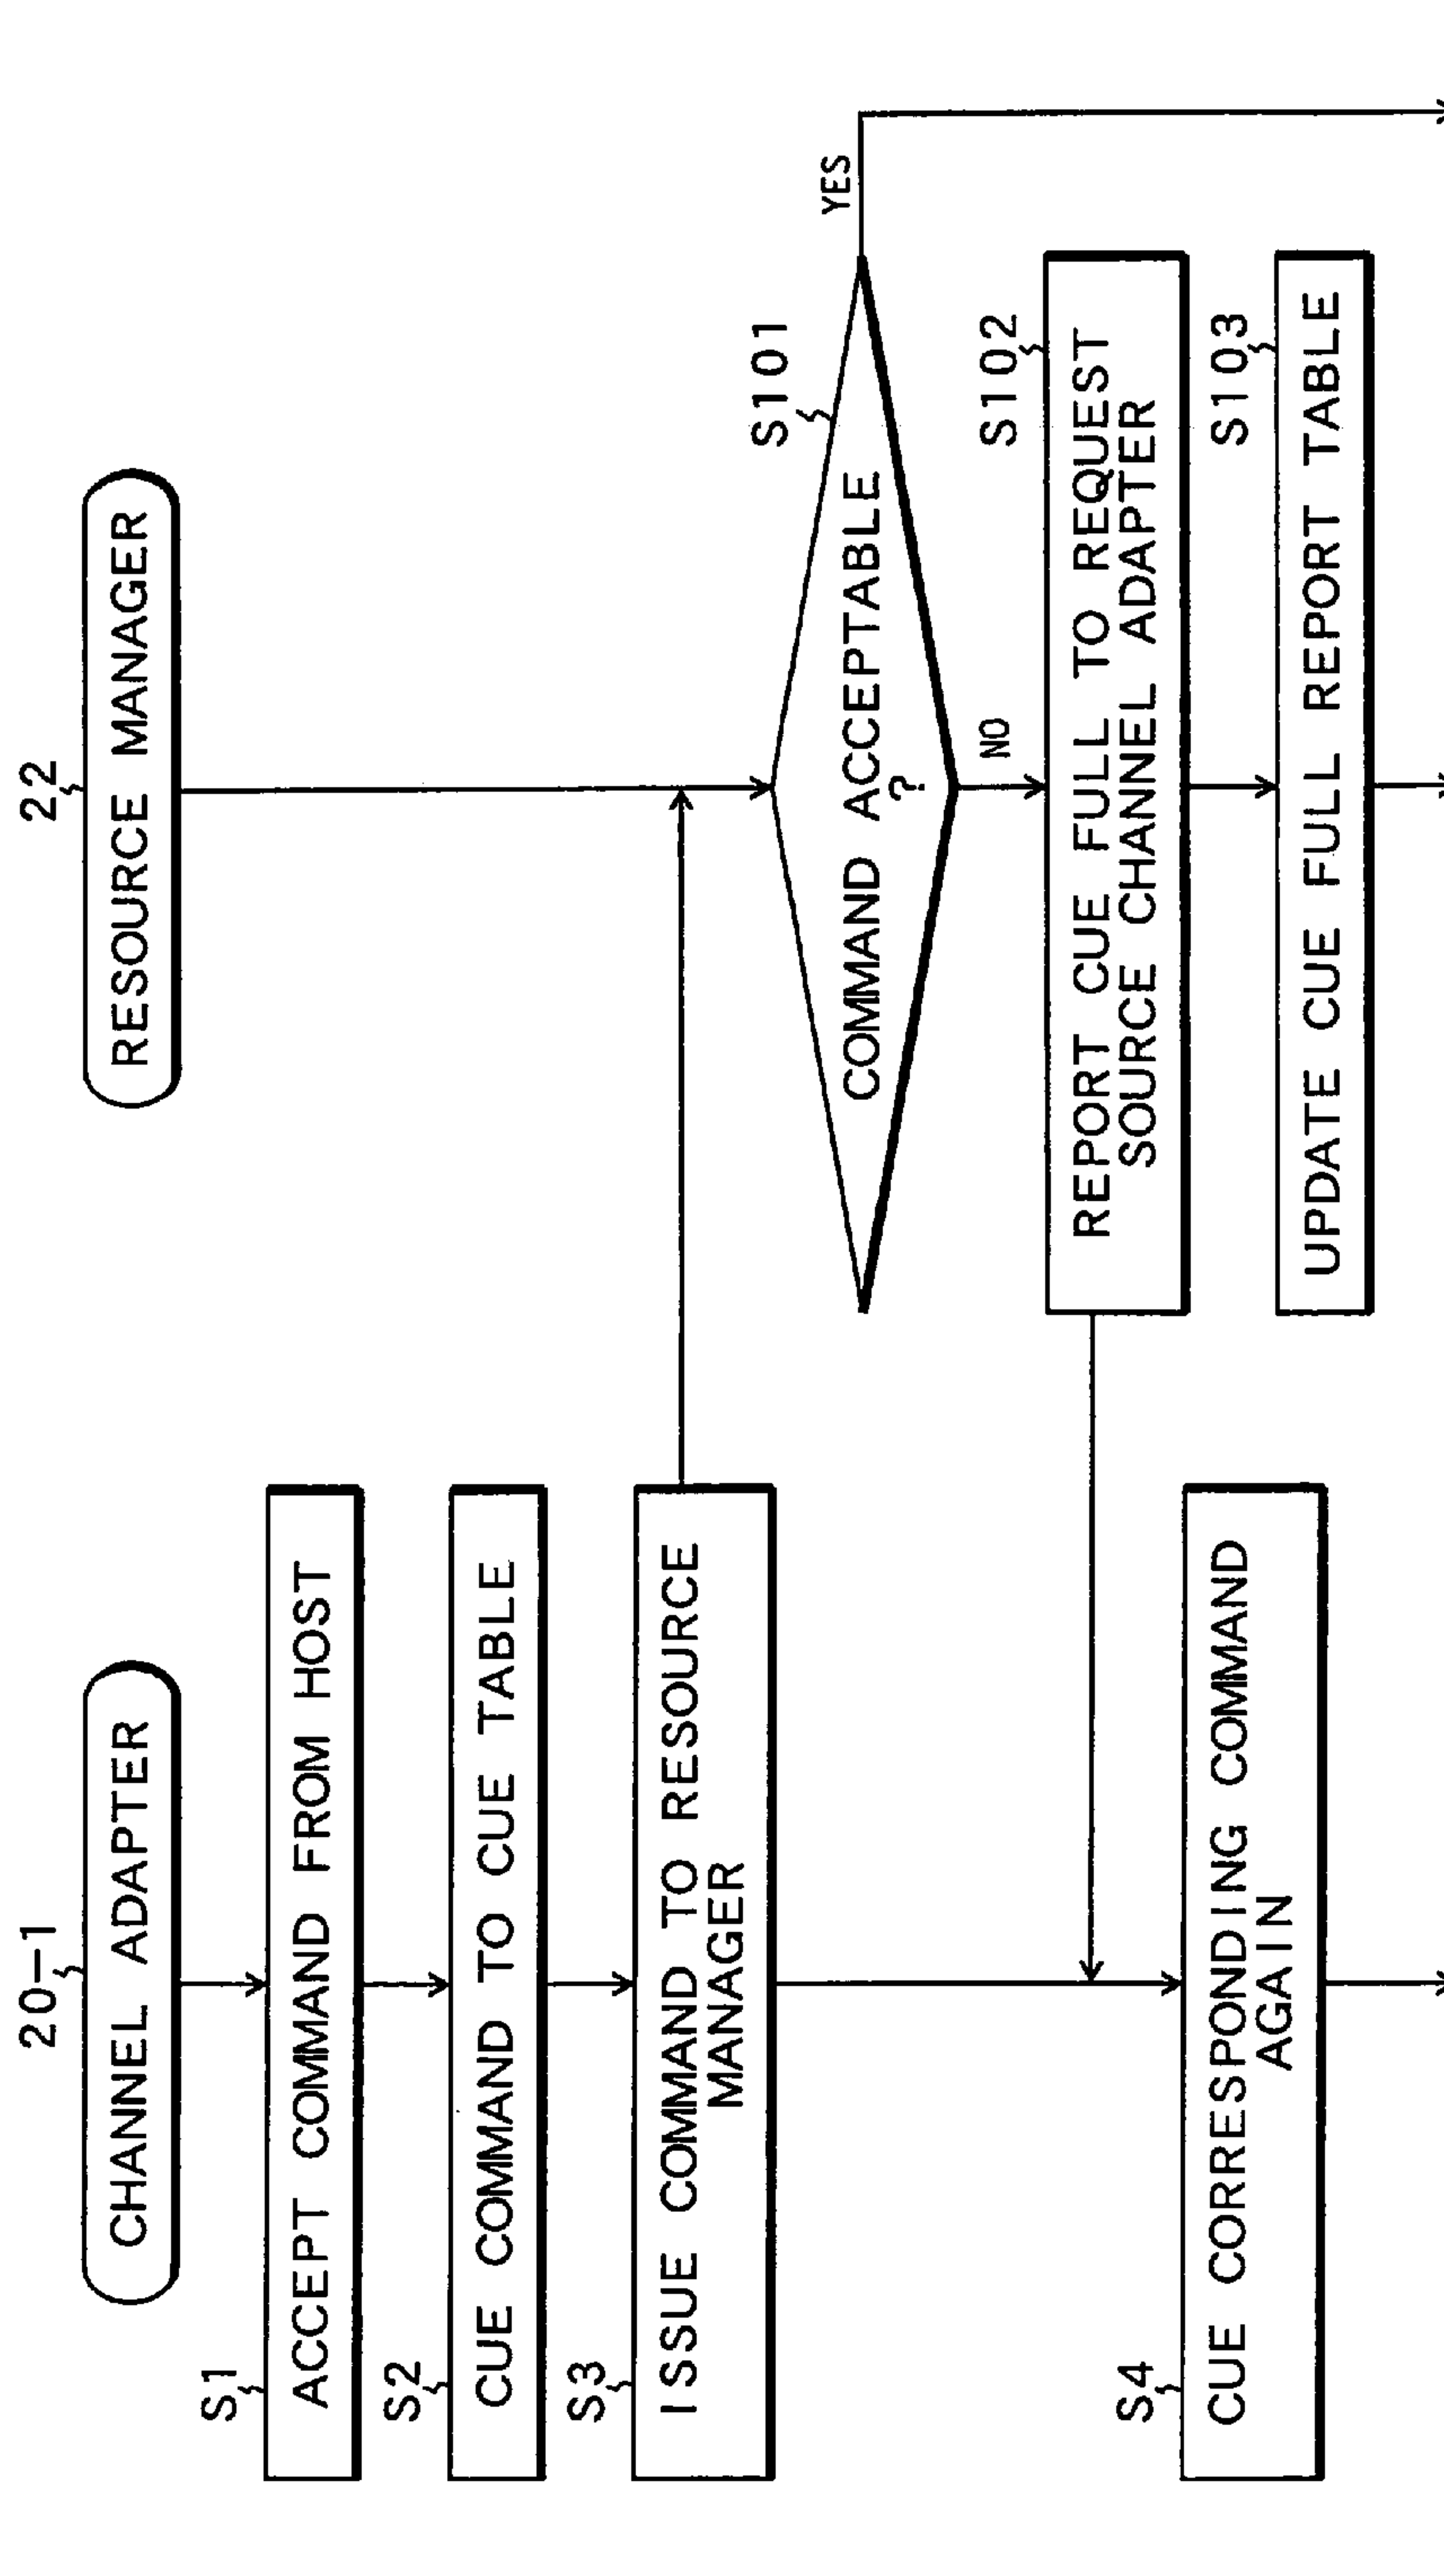 20-1
CHANNEL ADAPTER
S1
ACCEPT COMMAND FROM HOST
S2
CUE COMMAND TO CUE TABLE
S3
ISSUE COMMAND TO RESOURCE
MANAGER
S4
CUE CORRESPONDING COMMAND
AGAIN
22
RESOURCE MANAGER
S101
COMMAND ACCEPTABLE
?
YES
NO
S102
REPORT CUE FULL TO REQUEST
SOURCE CHANNEL ADAPTER
S103
UPDATE CUE FULL REPORT TABLE